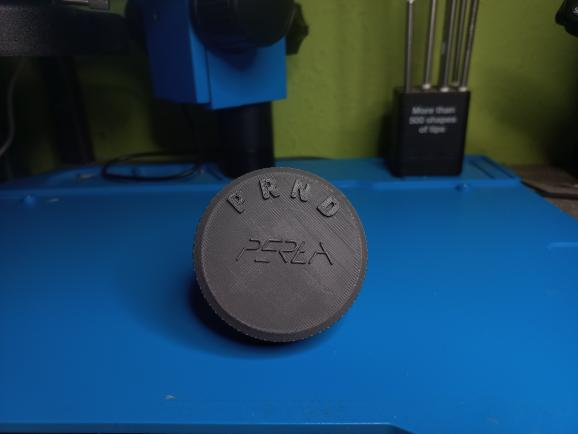 PRND
PERLA
More than
500 shapes
of tips